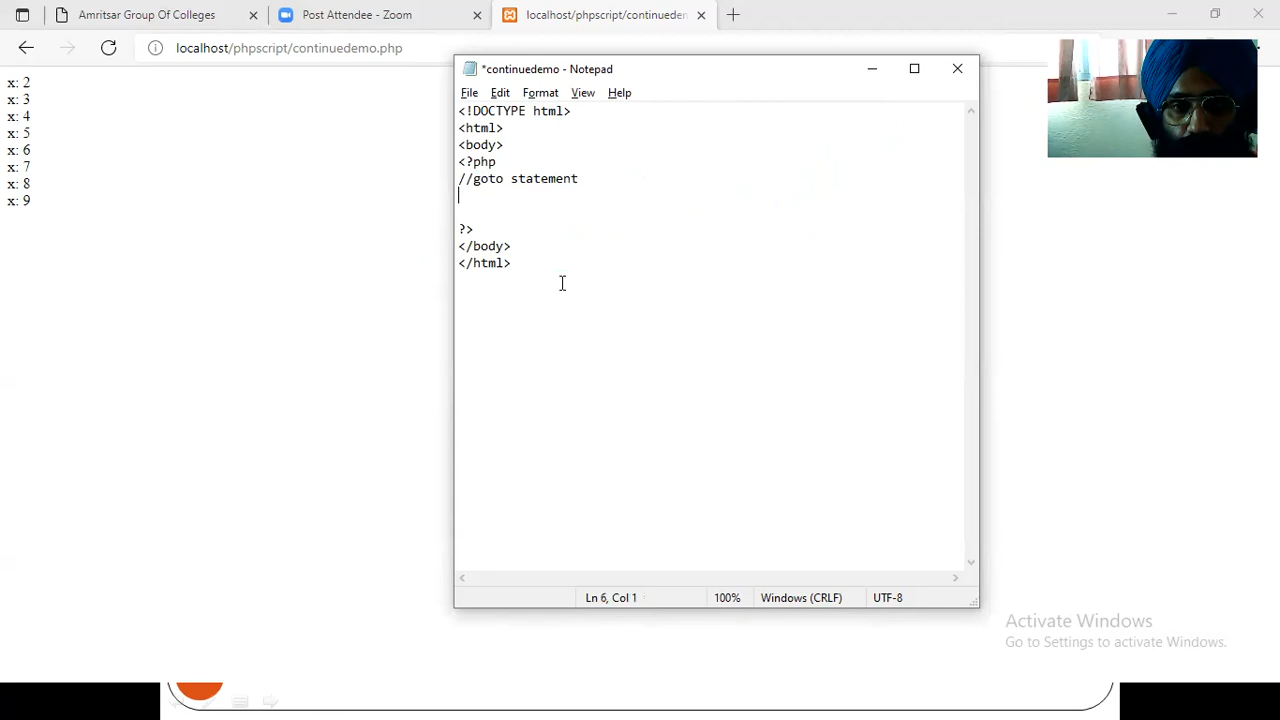 Amritsar Group Of Colleges
Post Attendee - Zoom
localhost/phpscript/continueden
localhost/phpscript/continuedemo.php
x: 2
x: 3
x: 4
x: 5
x: 6
x: 7
x: 8
x: 9
*continuedemo - Notepad
File Edit Format View Help
<!DOCTYPE html>
<html>
<body>
<?php
//goto statement
?>
</body>
</html>
Ln 6, Col 1
100%
Windows (CRLF)
UTF-8
Activate Windows
Go to Settings to activate Windows.